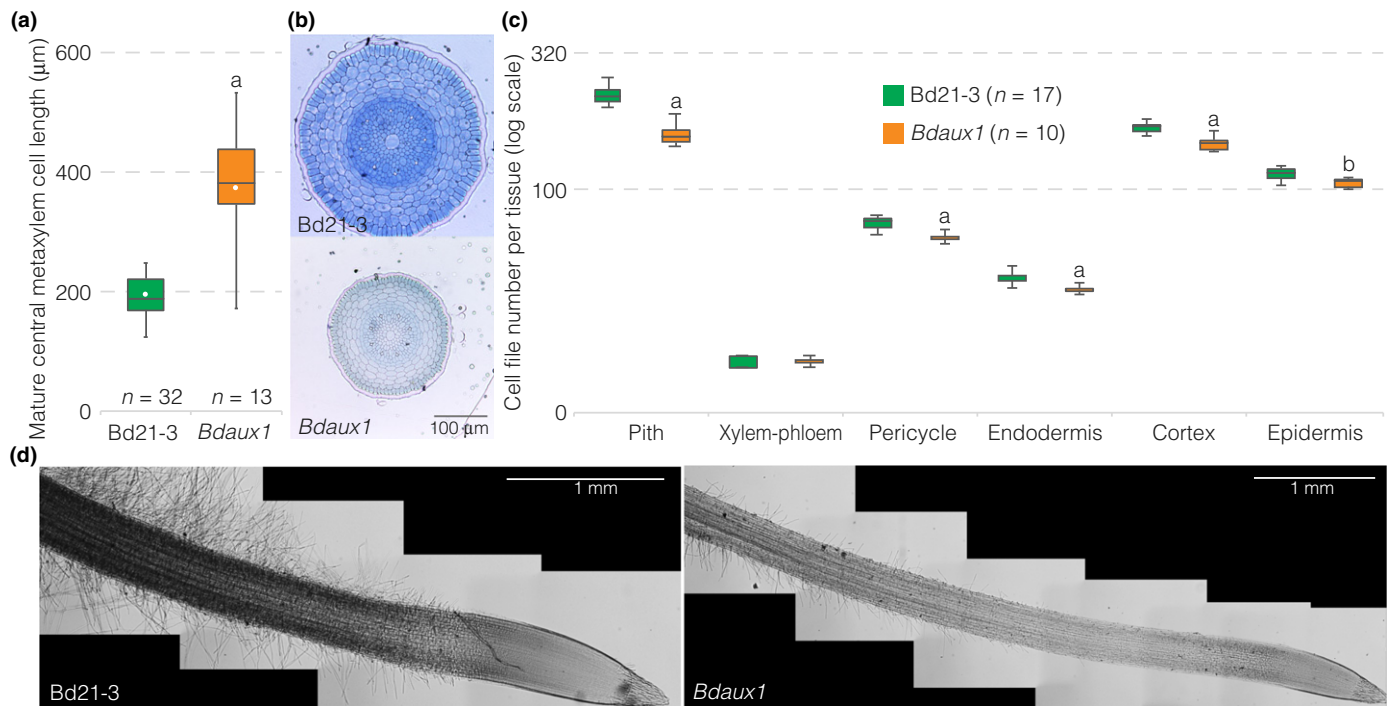 (a)
Mature central metaxylem cell length (μm)
600
400
200
0
a
n = 32
n = 13
Bd21-3
Bdaux1
(b)
Bd21-3
Bdaux1
100 μm
(c)
Cell file number per tissue (log scale)
320
100
0
Bd21-3 (n = 17)
Bdaux1 (n = 10)
a
a
a
a
b
Pith
Xylem-phloem
Pericycle
Endodermis
Cortex
Epidermis
(d)
1 mm
Bd21-3
1 mm
Bdaux1